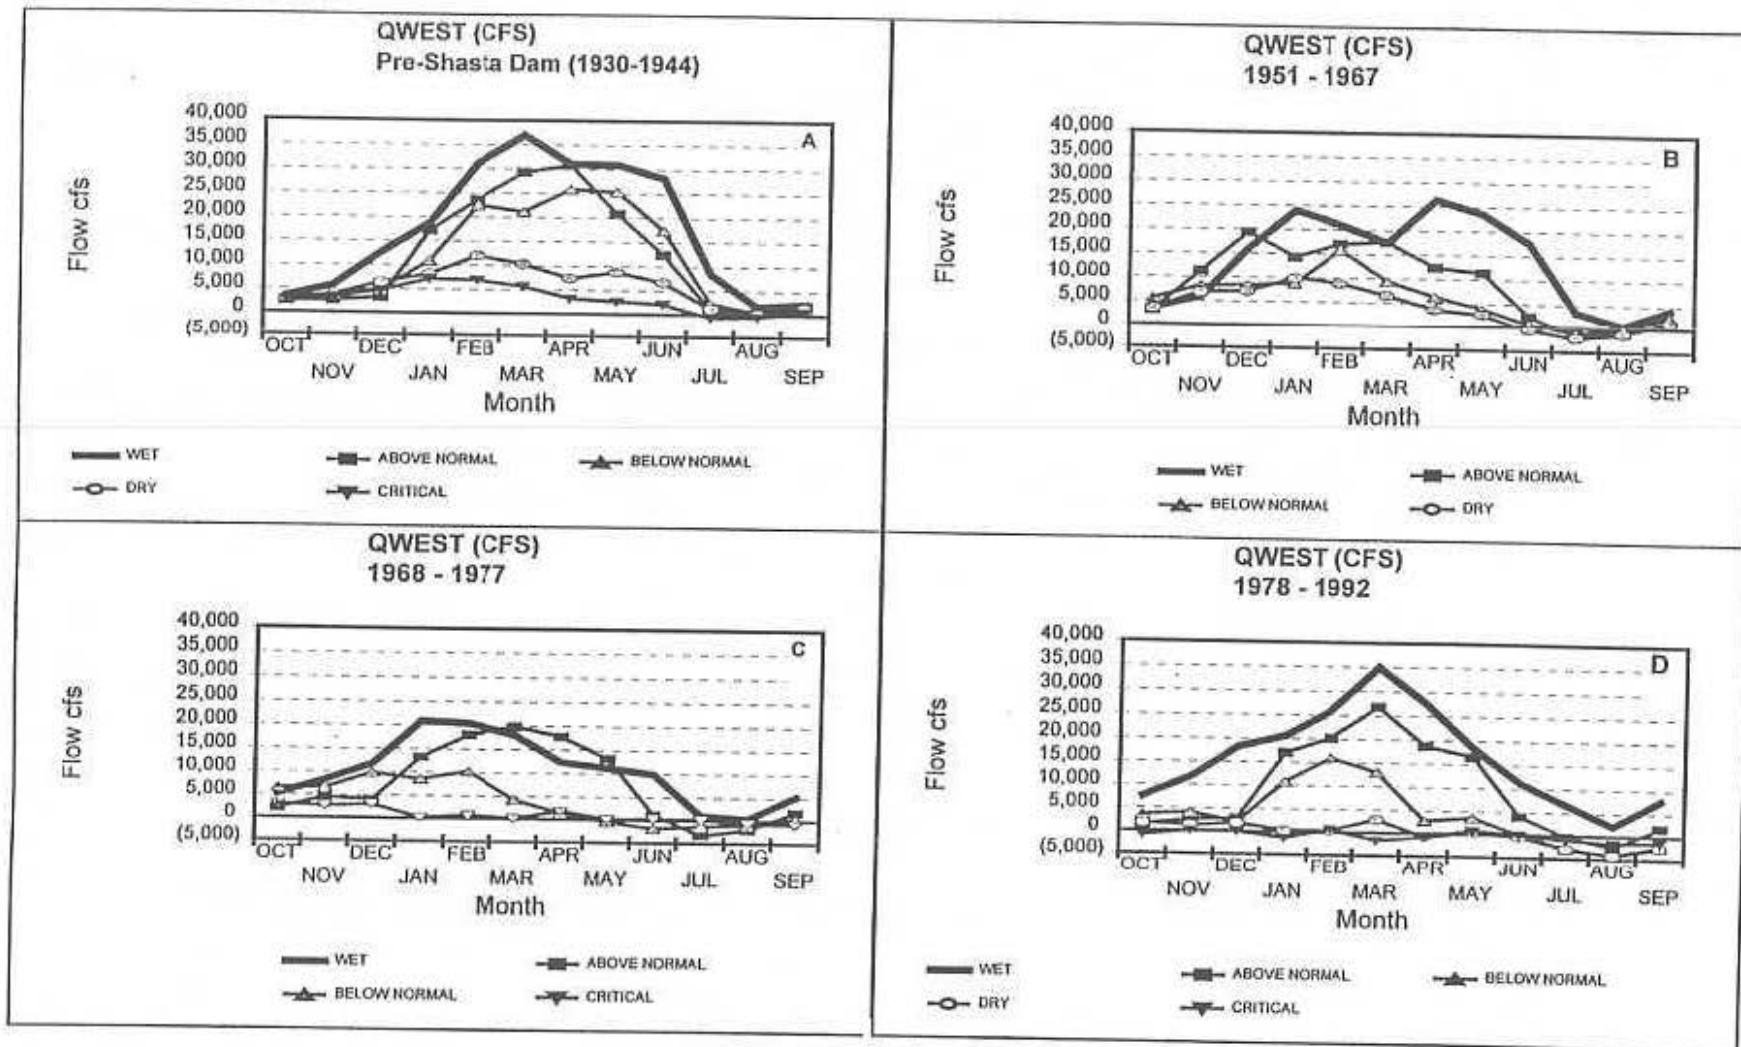 QWEST (CFS)
Pre-Shasta Dam (1930-1944)
A
Flow cfs
40,000
35,000
30,000
25,000
20,000
15,000
10,000
5,000
0
(5,000)
OCT DEC FEB APR JUN AUG
NOV JAN MAR MAY JUL SEP
Month
WET ABOVE NORMAL BELOW NORMAL
DRY CRITICAL
QWEST (CFS)
1951 - 1967
B
Flow cfs
40,000
35,000
30,000
25,000
20,000
15,000
10,000
5,000
0
(5,000)
OCT DEC FEB APR JUN AUG
NOV JAN MAR MAY JUL SEP
Month
WET ABOVE NORMAL
BELOW NORMAL DRY
QWEST (CFS)
1968 - 1977
C
Flow cfs
40,000
35,000
30,000
25,000
20,000
15,000
10,000
5,000
0
(5,000)
OCT DEC FEB APR JUN AUG
NOV JAN MAR MAY JUL SEP
Month
WET ABOVE NORMAL
BELOW NORMAL CRITICAL
QWEST (CFS)
1978 - 1992
D
Flow cfs
40,000
35,000
30,000
25,000
20,000
15,000
10,000
5,000
0
(5,000)
OCT DEC FEB APR JUN AUG
NOV JAN MAR MAY JUL SEP
Month
WET ABOVE NORMAL BELOW NORMAL
DRY CRITICAL